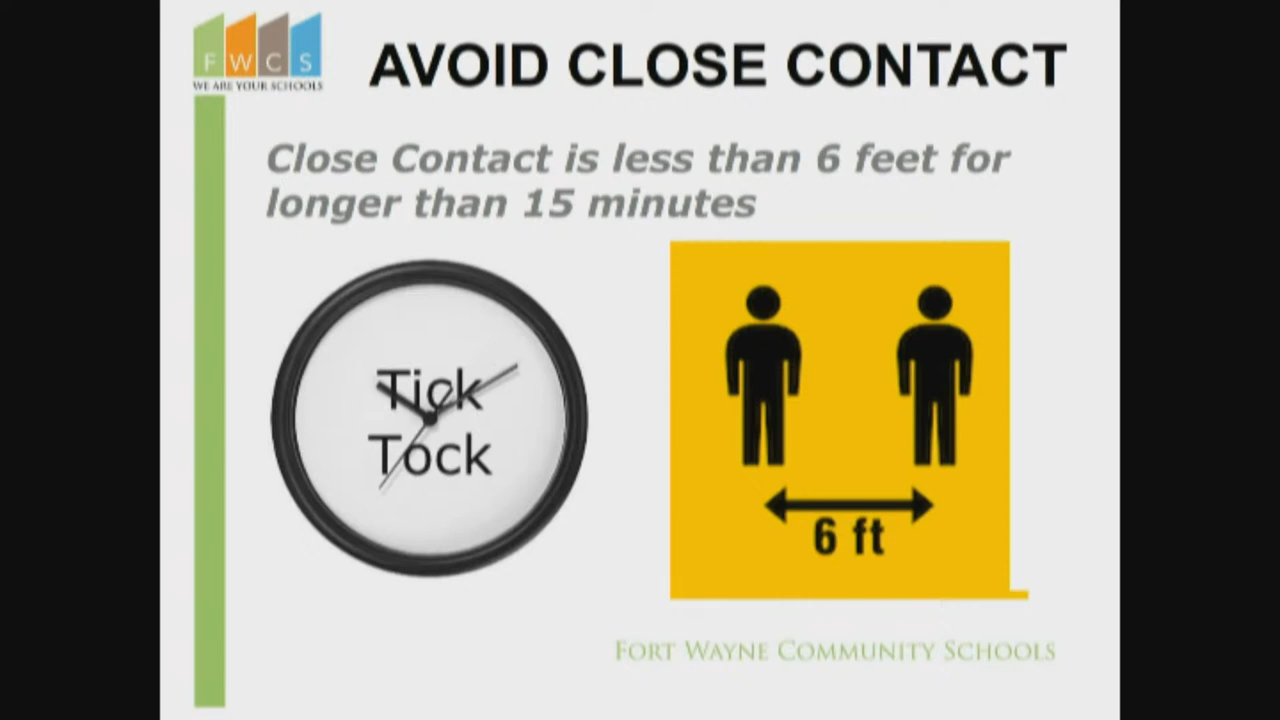 FWCS
WE ARE YOUR SCHOOLS
AVOID CLOSE CONTACT
Close Contact is less than 6 feet for
longer than 15 minutes
Tick
Tock
6 ft
FORT WAYNE COMMUNITY SCHOOLS